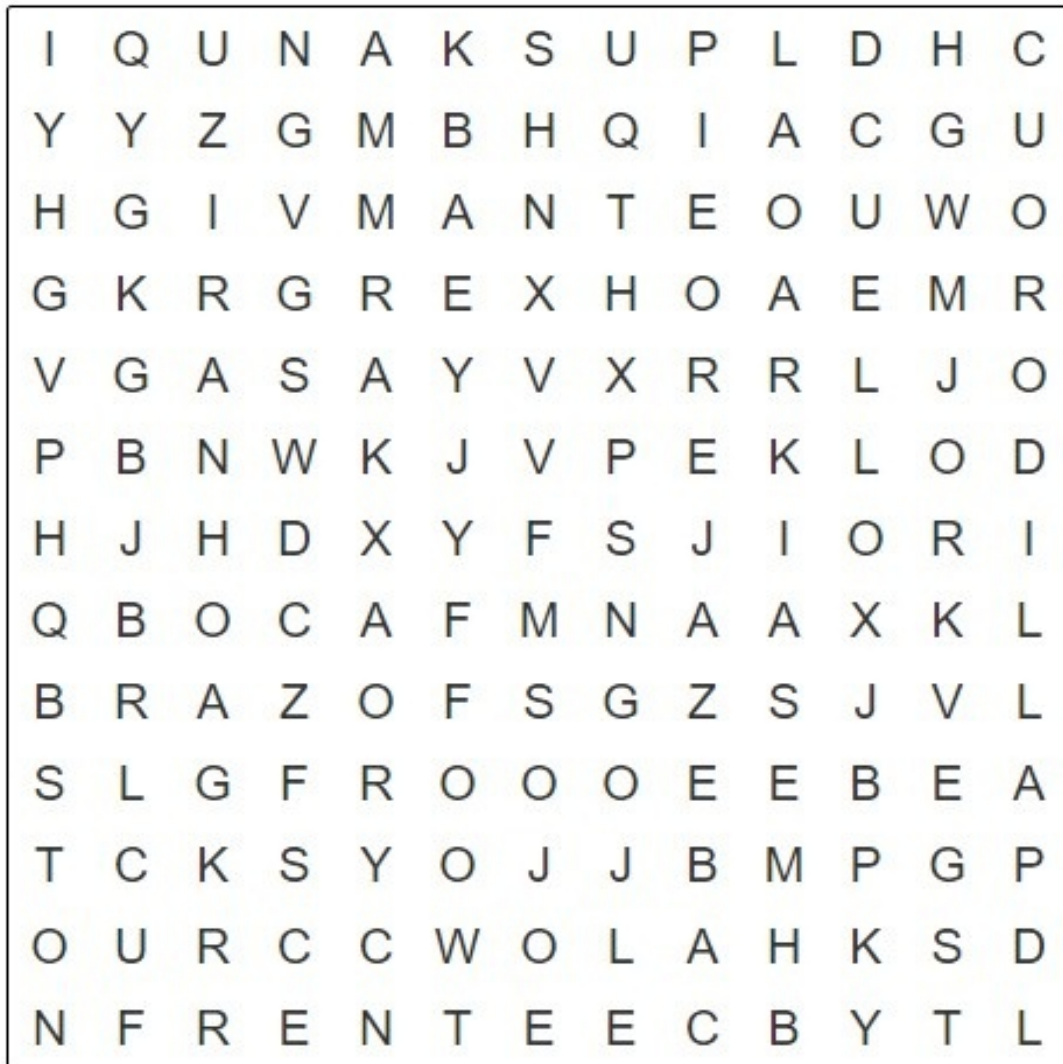 I Q U N A K S U P L D H C
Y Y Z G M B H Q I A C G U
H G I V M A N T E O U W O
G K R G R E X H O A E M R
V G A S A Y V X R R L J O
P B N W K J V P E K L O D
H J H D X Y F S J I O R I
Q B O C A F M N A A X K L
B R A Z O F S G Z S J V L
S L G F R O O O E E B E A
T C K S Y O J J B M P G P
O U R C C W O L A H K S D
N F R E N T E E C B Y T L